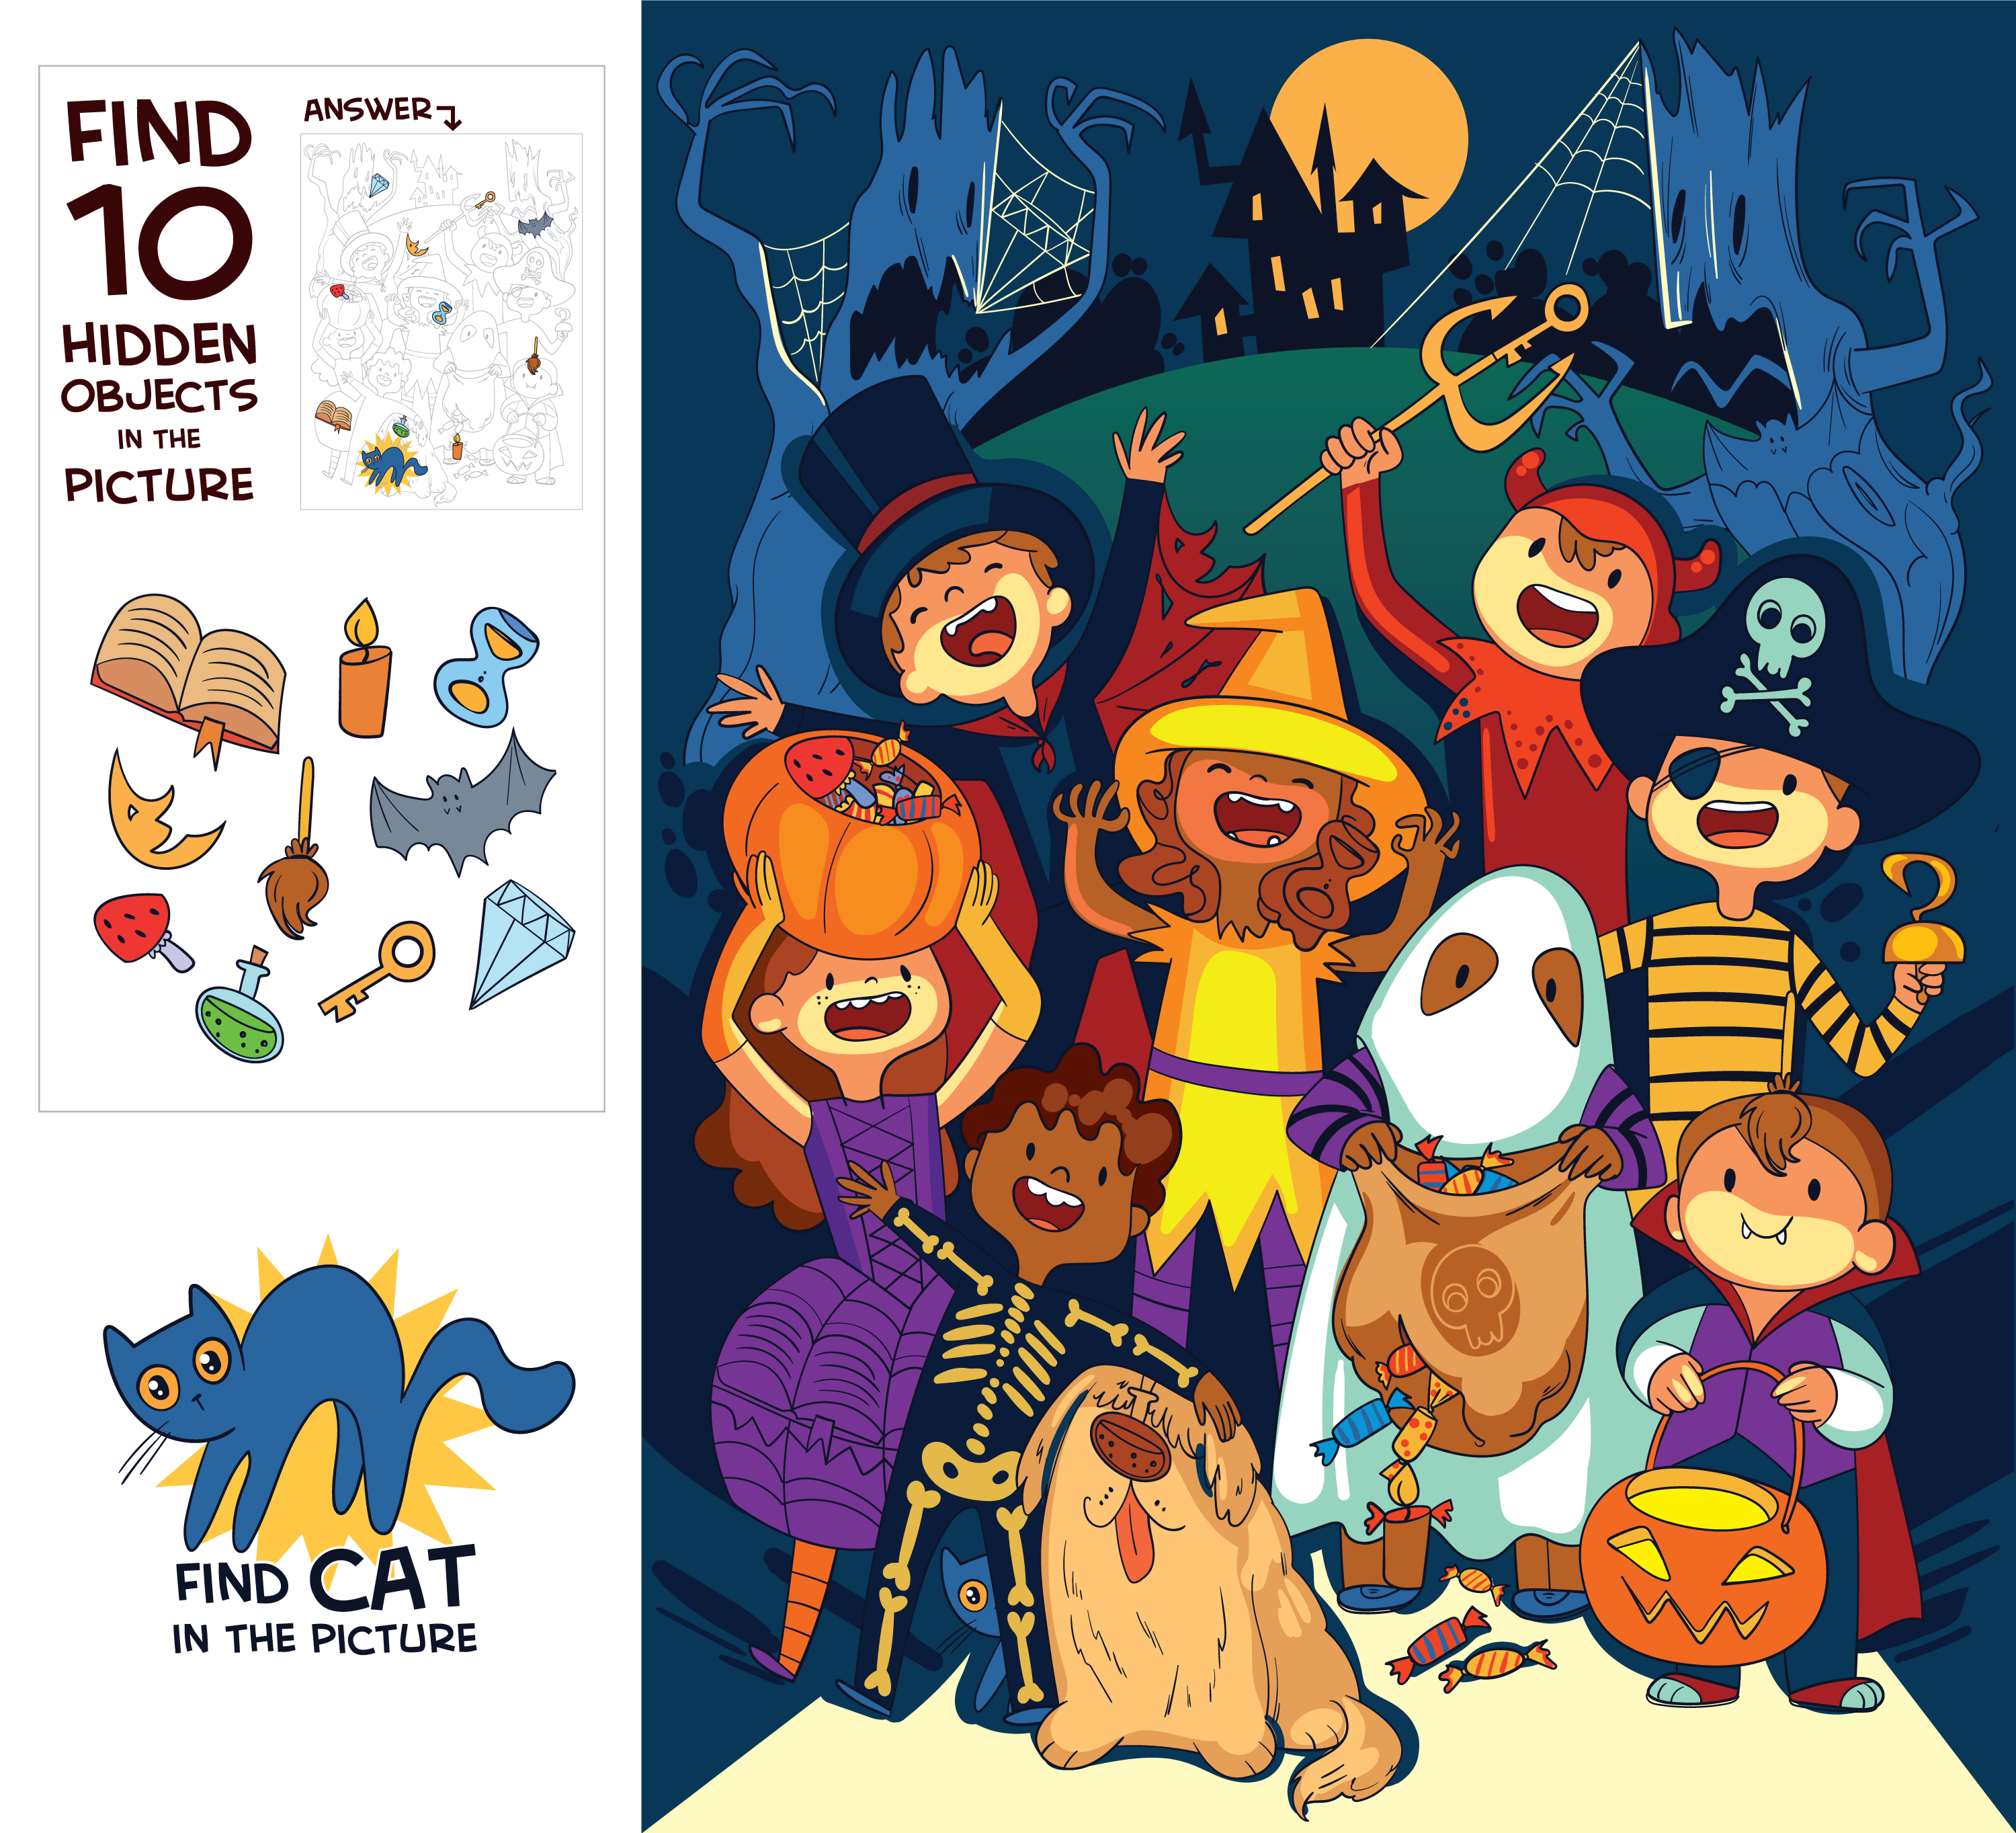 FIND
10
HIDDEN
OBJECTS
IN THE
PICTURE
ANSWER
FIND CAT
IN THE PICTURE